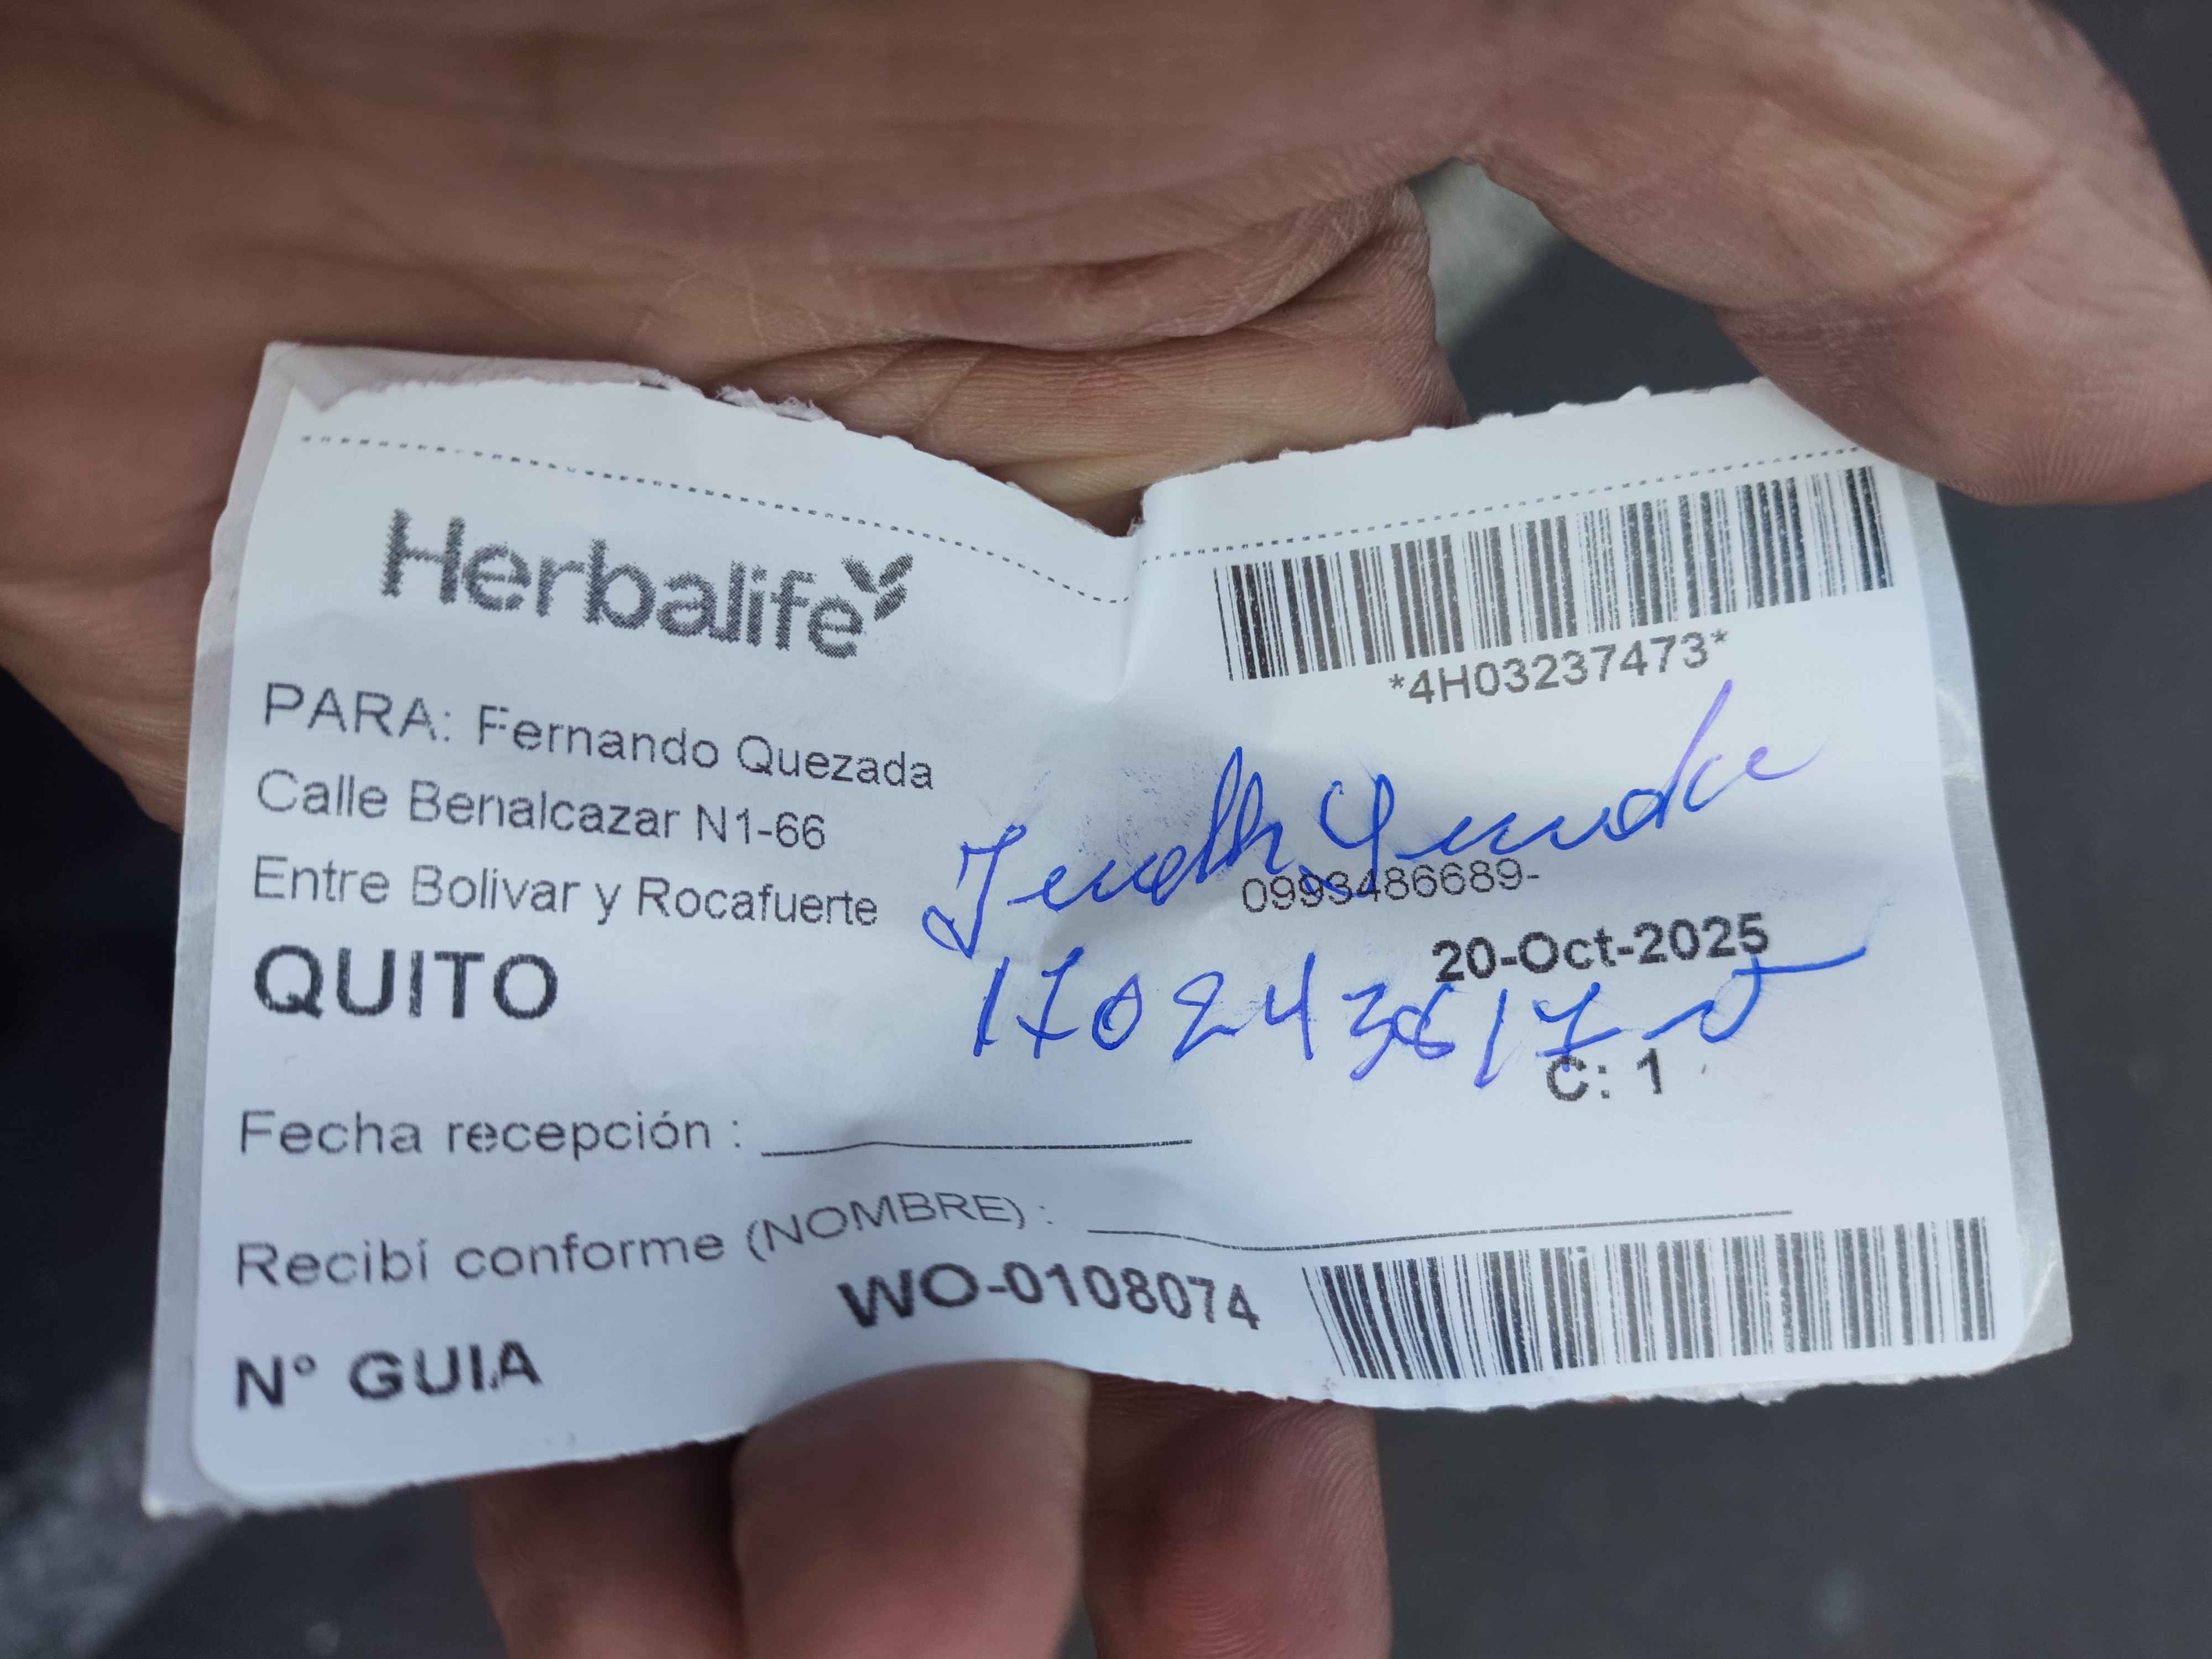 Herbalife
*4H03237473*
PARA: Fernando Quezada
Calle Benalcazar N1-66
Entre Bolivar y Rocafuerte
0993486689-
20-Oct-2025
QUITO
C: 1
Fecha recepción :
Recibí conforme (NOMBRE) :
WO-0108074
N° GUIA